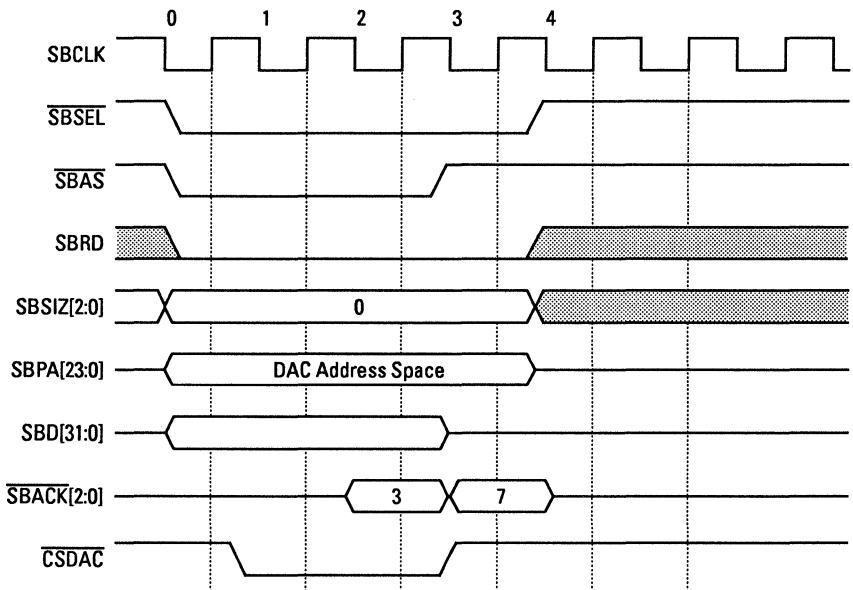 0 1 2 3 4
SBCLK
SBSEL
SBAS
SBRD
SBSIZ[2:0] 0
SBPA[23:0] DAC Address Space
SBD[31:0]
SBACK[2:0] 3 7
CSDAC